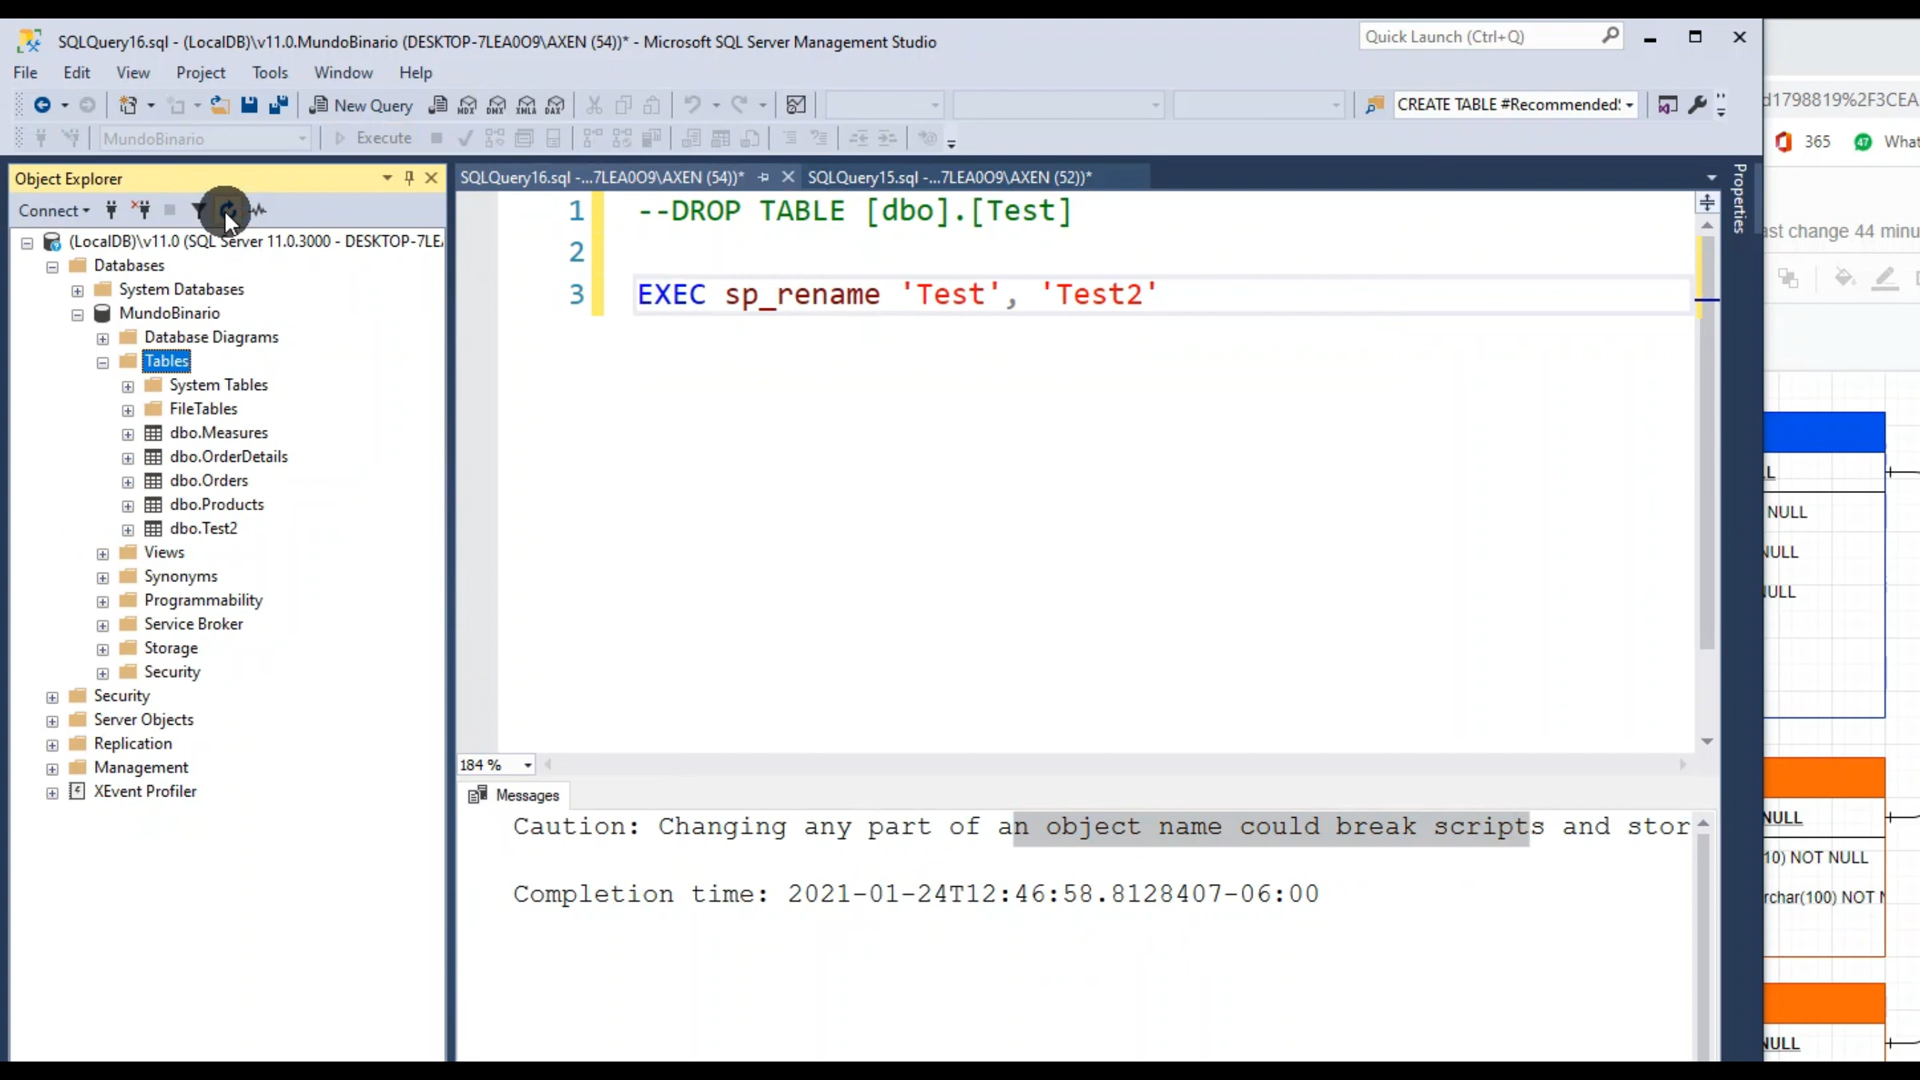 SQLQuery16.sql - (LocalDB)\v11.0.MundoBinario (DESKTOP-7LEA0O9\AXEN (54))* - Microsoft SQL Server Management Studio
Quick Launch (Ctrl+Q)
File Edit View Project Tools Window Help
New Query
MDX DMX XMLA DAX
CREATE TABLE #Recommended
MundoBinario
Execute
365
What
Object Explorer
SQLQuery16.sql -...7LEA0O9\AXEN (54))*
SQLQuery15.sql -...7LEA0O9\AXEN (52))*
Properties
Connect
(LocalDB)\v11.0 (SQL Server 11.0.3000 - DESKTOP-7LEA
Databases
System Databases
MundoBinario
Database Diagrams
Tables
System Tables
FileTables
dbo.Measures
dbo.OrderDetails
dbo.Orders
dbo.Products
dbo.Test2
Views
Synonyms
Programmability
Service Broker
Storage
Security
Security
Server Objects
Replication
Management
XEvent Profiler
1 --DROP TABLE [dbo].[Test]
2
3 EXEC sp_rename 'Test', 'Test2'
184 %
Messages
Caution: Changing any part of an object name could break scripts and stor
Completion time: 2021-01-24T12:46:58.8128407-06:00
d1798819%2F3CEA
ast change 44 minu
NULL
NULL
NULL
NULL
10) NOT NULL
rchar(100) NOT N
NULL